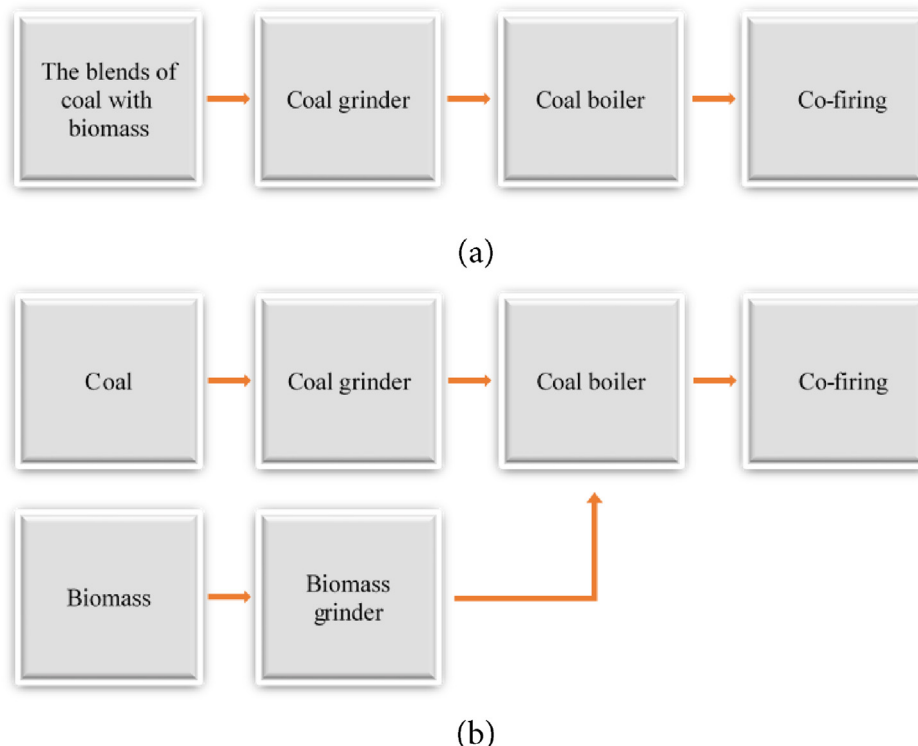 The blends of
coal with
biomass
Coal grinder
Coal boiler
Co-firing
(a)
Coal
Coal grinder
Coal boiler
Co-firing
Biomass
Biomass
grinder
(b)